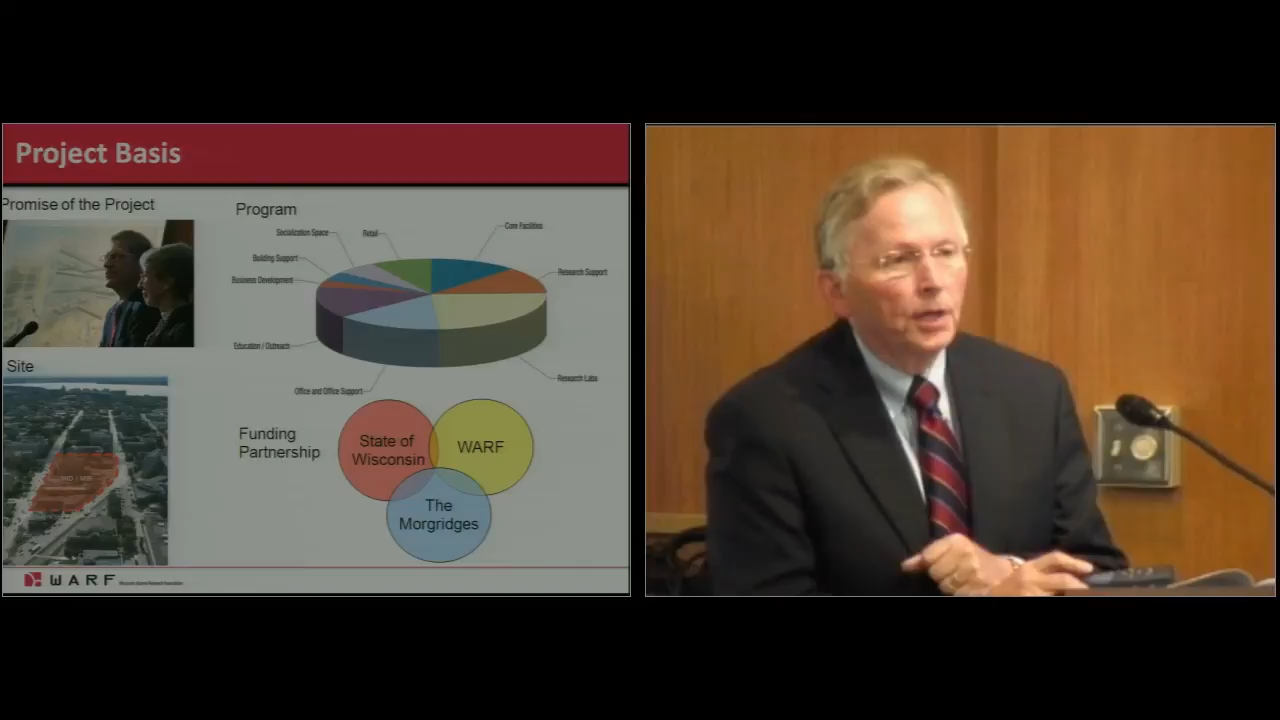 Project Basis
Promise of the Project
Program
Socialization Space
Retail
Core Facilities
Building Support
Research Support
Business Development
Education / Outreach
Site
Research Labs
Office and Office Support
Funding
Partnership
State of
Wisconsin
WARF
The
Morgridges
WARF